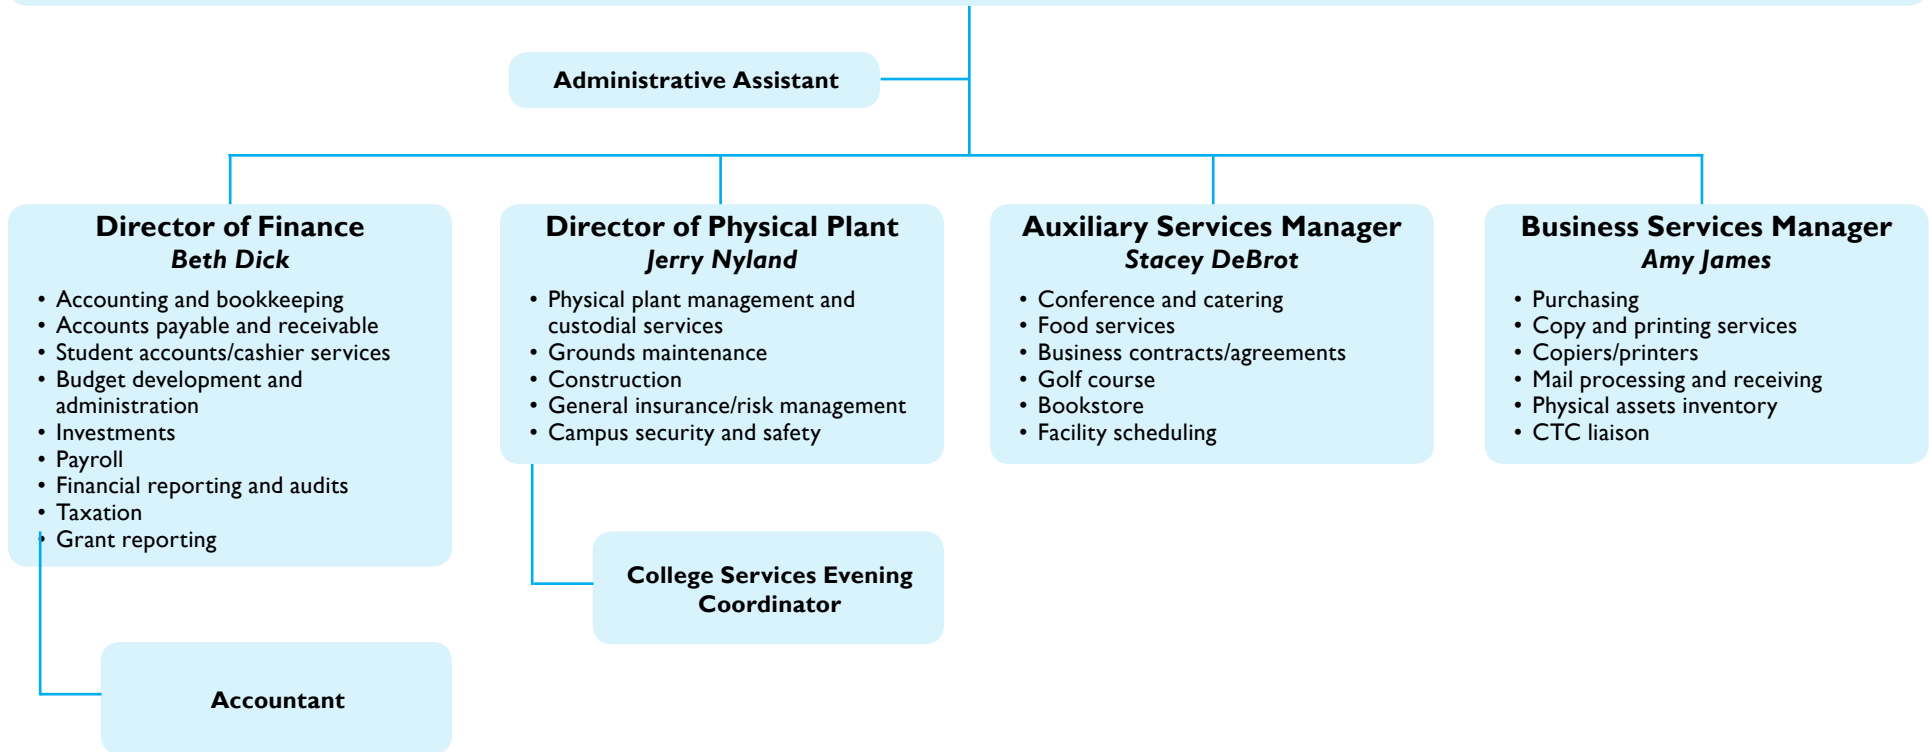 Administrative Assistant
Director of Finance
Beth Dick
• Accounting and bookkeeping
• Accounts payable and receivable
• Student accounts/cashier services
• Budget development and
administration
• Investments
• Payroll
• Financial reporting and audits
• Taxation
• Grant reporting
Director of Physical Plant
Jerry Nyland
• Physical plant management and
custodial services
• Grounds maintenance
• Construction
• General insurance/risk management
• Campus security and safety
Auxiliary Services Manager
Stacey DeBrot
• Conference and catering
• Food services
• Business contracts/agreements
• Golf course
• Bookstore
• Facility scheduling
Business Services Manager
Amy James
• Purchasing
• Copy and printing services
• Copiers/printers
• Mail processing and receiving
• Physical assets inventory
• CTC liaison
College Services Evening
Coordinator
Accountant